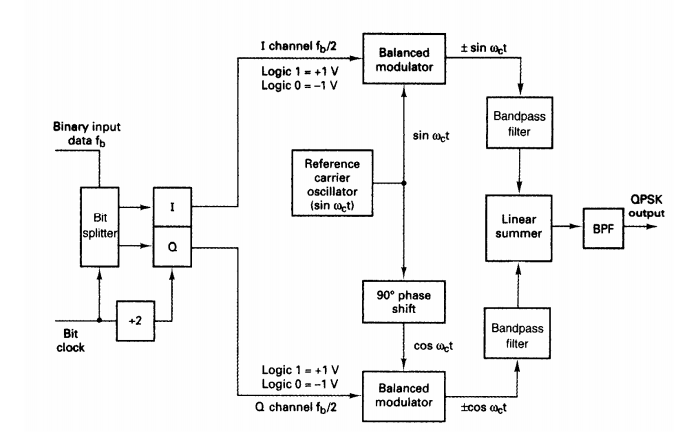 I channel f_b/2
Logic 1 = +1 V
Logic 0 = −1 V
Balanced
modulator
± sin ω_ct
Binary input
data f_b
sin ω_ct
Bandpass
filter
Reference
carrier
oscillator
(sin ω_ct)
Bit
splitter
I
Q
Linear
summer
BPF
QPSK
output
90° phase
shift
÷2
Bit
clock
cos ω_ct
Bandpass
filter
Logic 1 = +1 V
Logic 0 = −1 V
Q channel f_b/2
Balanced
modulator
±cos ω_ct